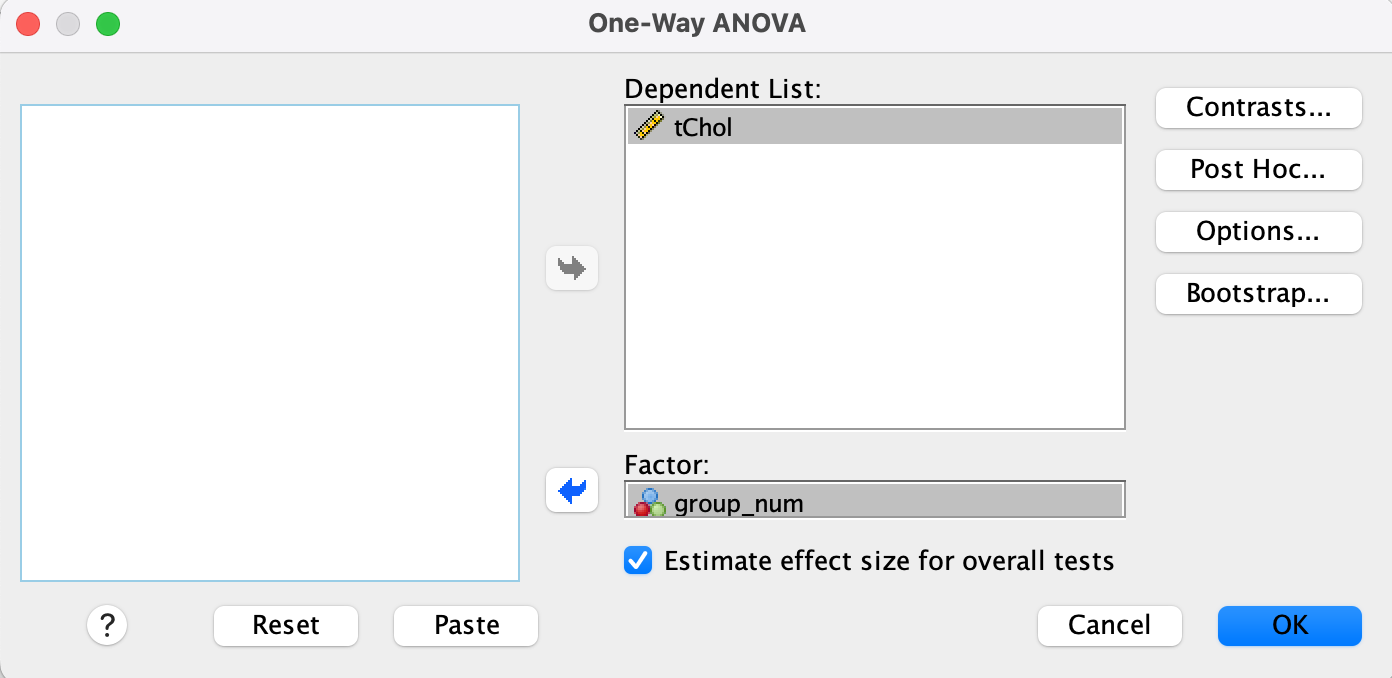 One-Way ANOVA
Dependent List:
tChol
Contrasts...
Post Hoc...
Options...
Bootstrap...
Factor:
group_num
Estimate effect size for overall tests
?
Reset
Paste
Cancel
OK